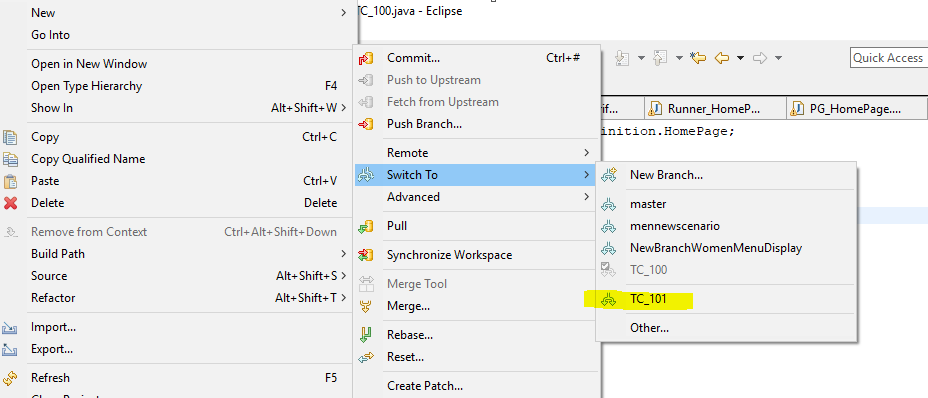 TC_100.java - Eclipse
New
Go Into
Open in New Window
Open Type Hierarchy F4
Show In Alt+Shift+W
Copy Ctrl+C
Copy Qualified Name
Paste Ctrl+V
Delete Delete
Remove from Context Ctrl+Alt+Shift+Down
Build Path
Source Alt+Shift+S
Refactor Alt+Shift+T
Import...
Export...
Refresh F5
Commit... Ctrl+#
Push to Upstream
Fetch from Upstream
Push Branch...
Remote
Switch To
Advanced
Pull
Synchronize Workspace
Merge Tool
Merge...
Rebase...
Reset...
Create Patch...
Quick Access
rif... Runner_HomeP... PG_HomePage....
inition.HomePage;
New Branch...
master
mennewscenario
NewBranchWomenMenuDisplay
TC_100
TC_101
Other...